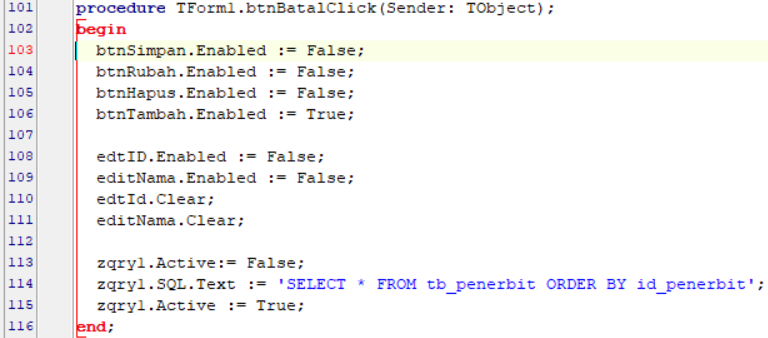 101 procedure TForm1.btnBatalClick(Sender: TObject);
102 begin
103 btnSimpan.Enabled := False;
104 btnRubah.Enabled := False;
105 btnHapus.Enabled := False;
106 btnTambah.Enabled := True;
107
108 edtID.Enabled := False;
109 editNama.Enabled := False;
110 edtId.Clear;
111 editNama.Clear;
112
113 zqry1.Active:= False;
114 zqry1.SQL.Text := 'SELECT * FROM tb_penerbit ORDER BY id_penerbit';
115 zqry1.Active := True;
116 end;